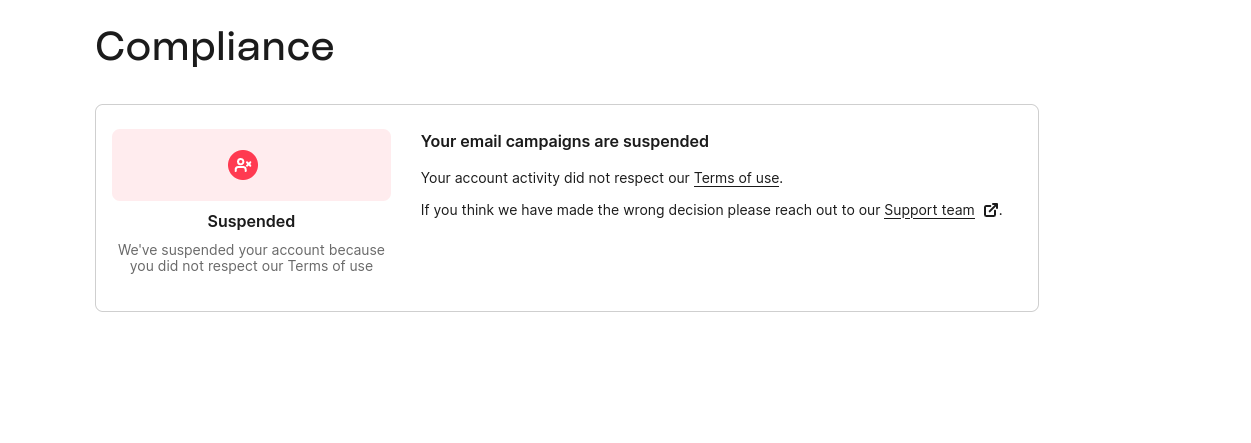 Compliance
Suspended
We've suspended your account because
you did not respect our Terms of use
Your email campaigns are suspended
Your account activity did not respect our Terms of use.
If you think we have made the wrong decision please reach out to our Support team .